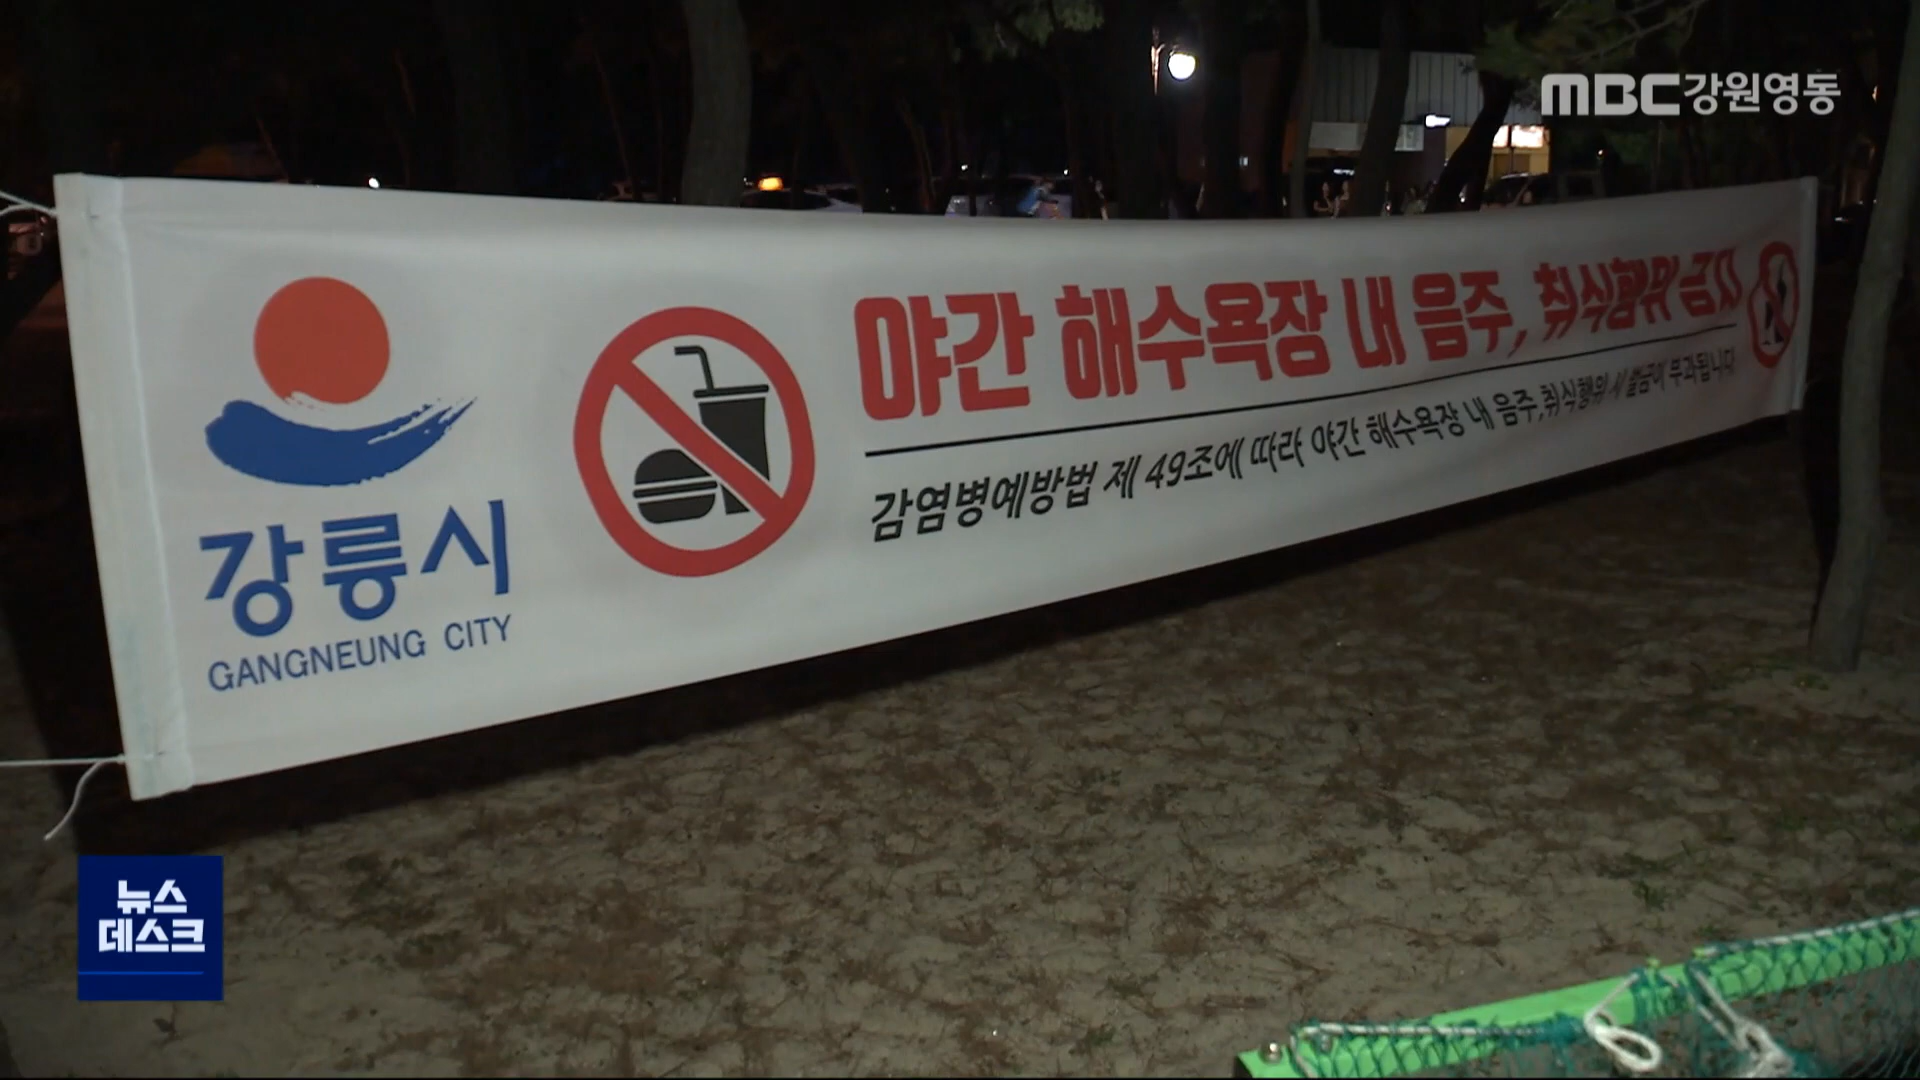 MBC강원영동
강릉시
GANGNEUNG CITY
야간 해수욕장 내 음주, 취식행위 금지
감염병예방법 제 49조에 따라 야간 해수욕장 내 음주,취식행위 시 벌금이 부과됩니다
뉴스
데스크